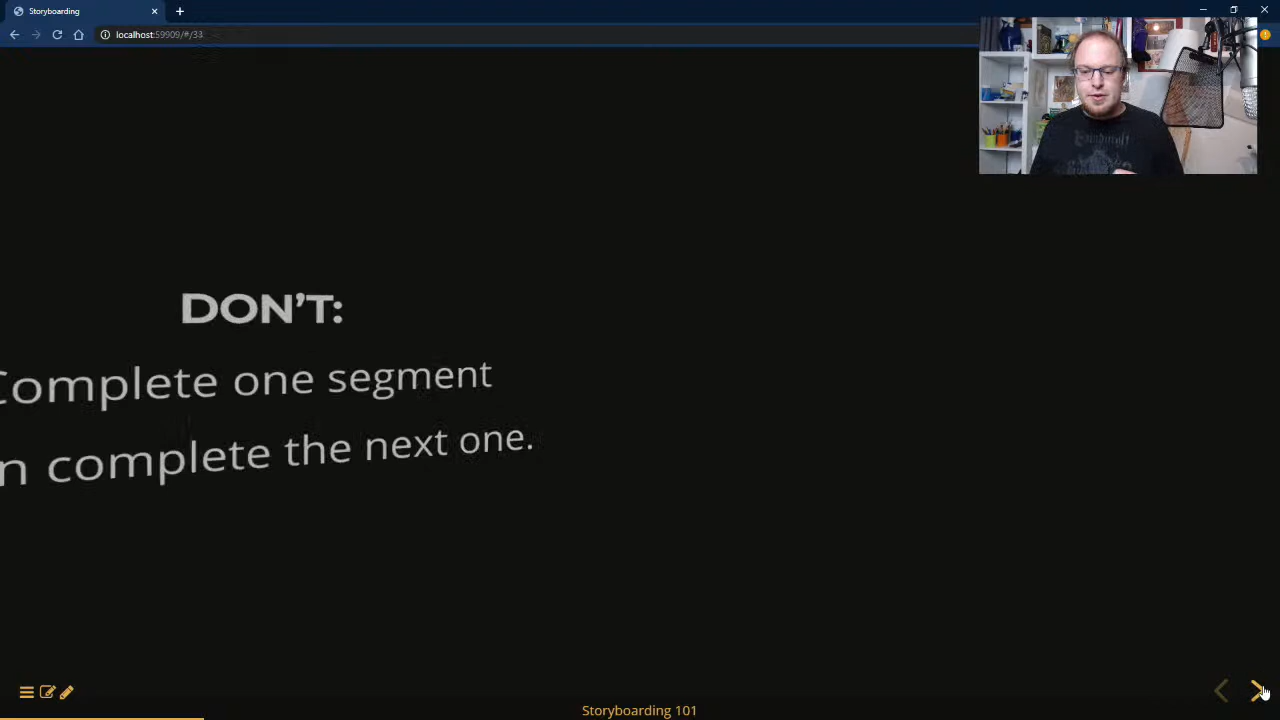 Storyboarding
localhost:59909/#/33
DON'T:
Complete one segment
n complete the next one.
Storyboarding 101